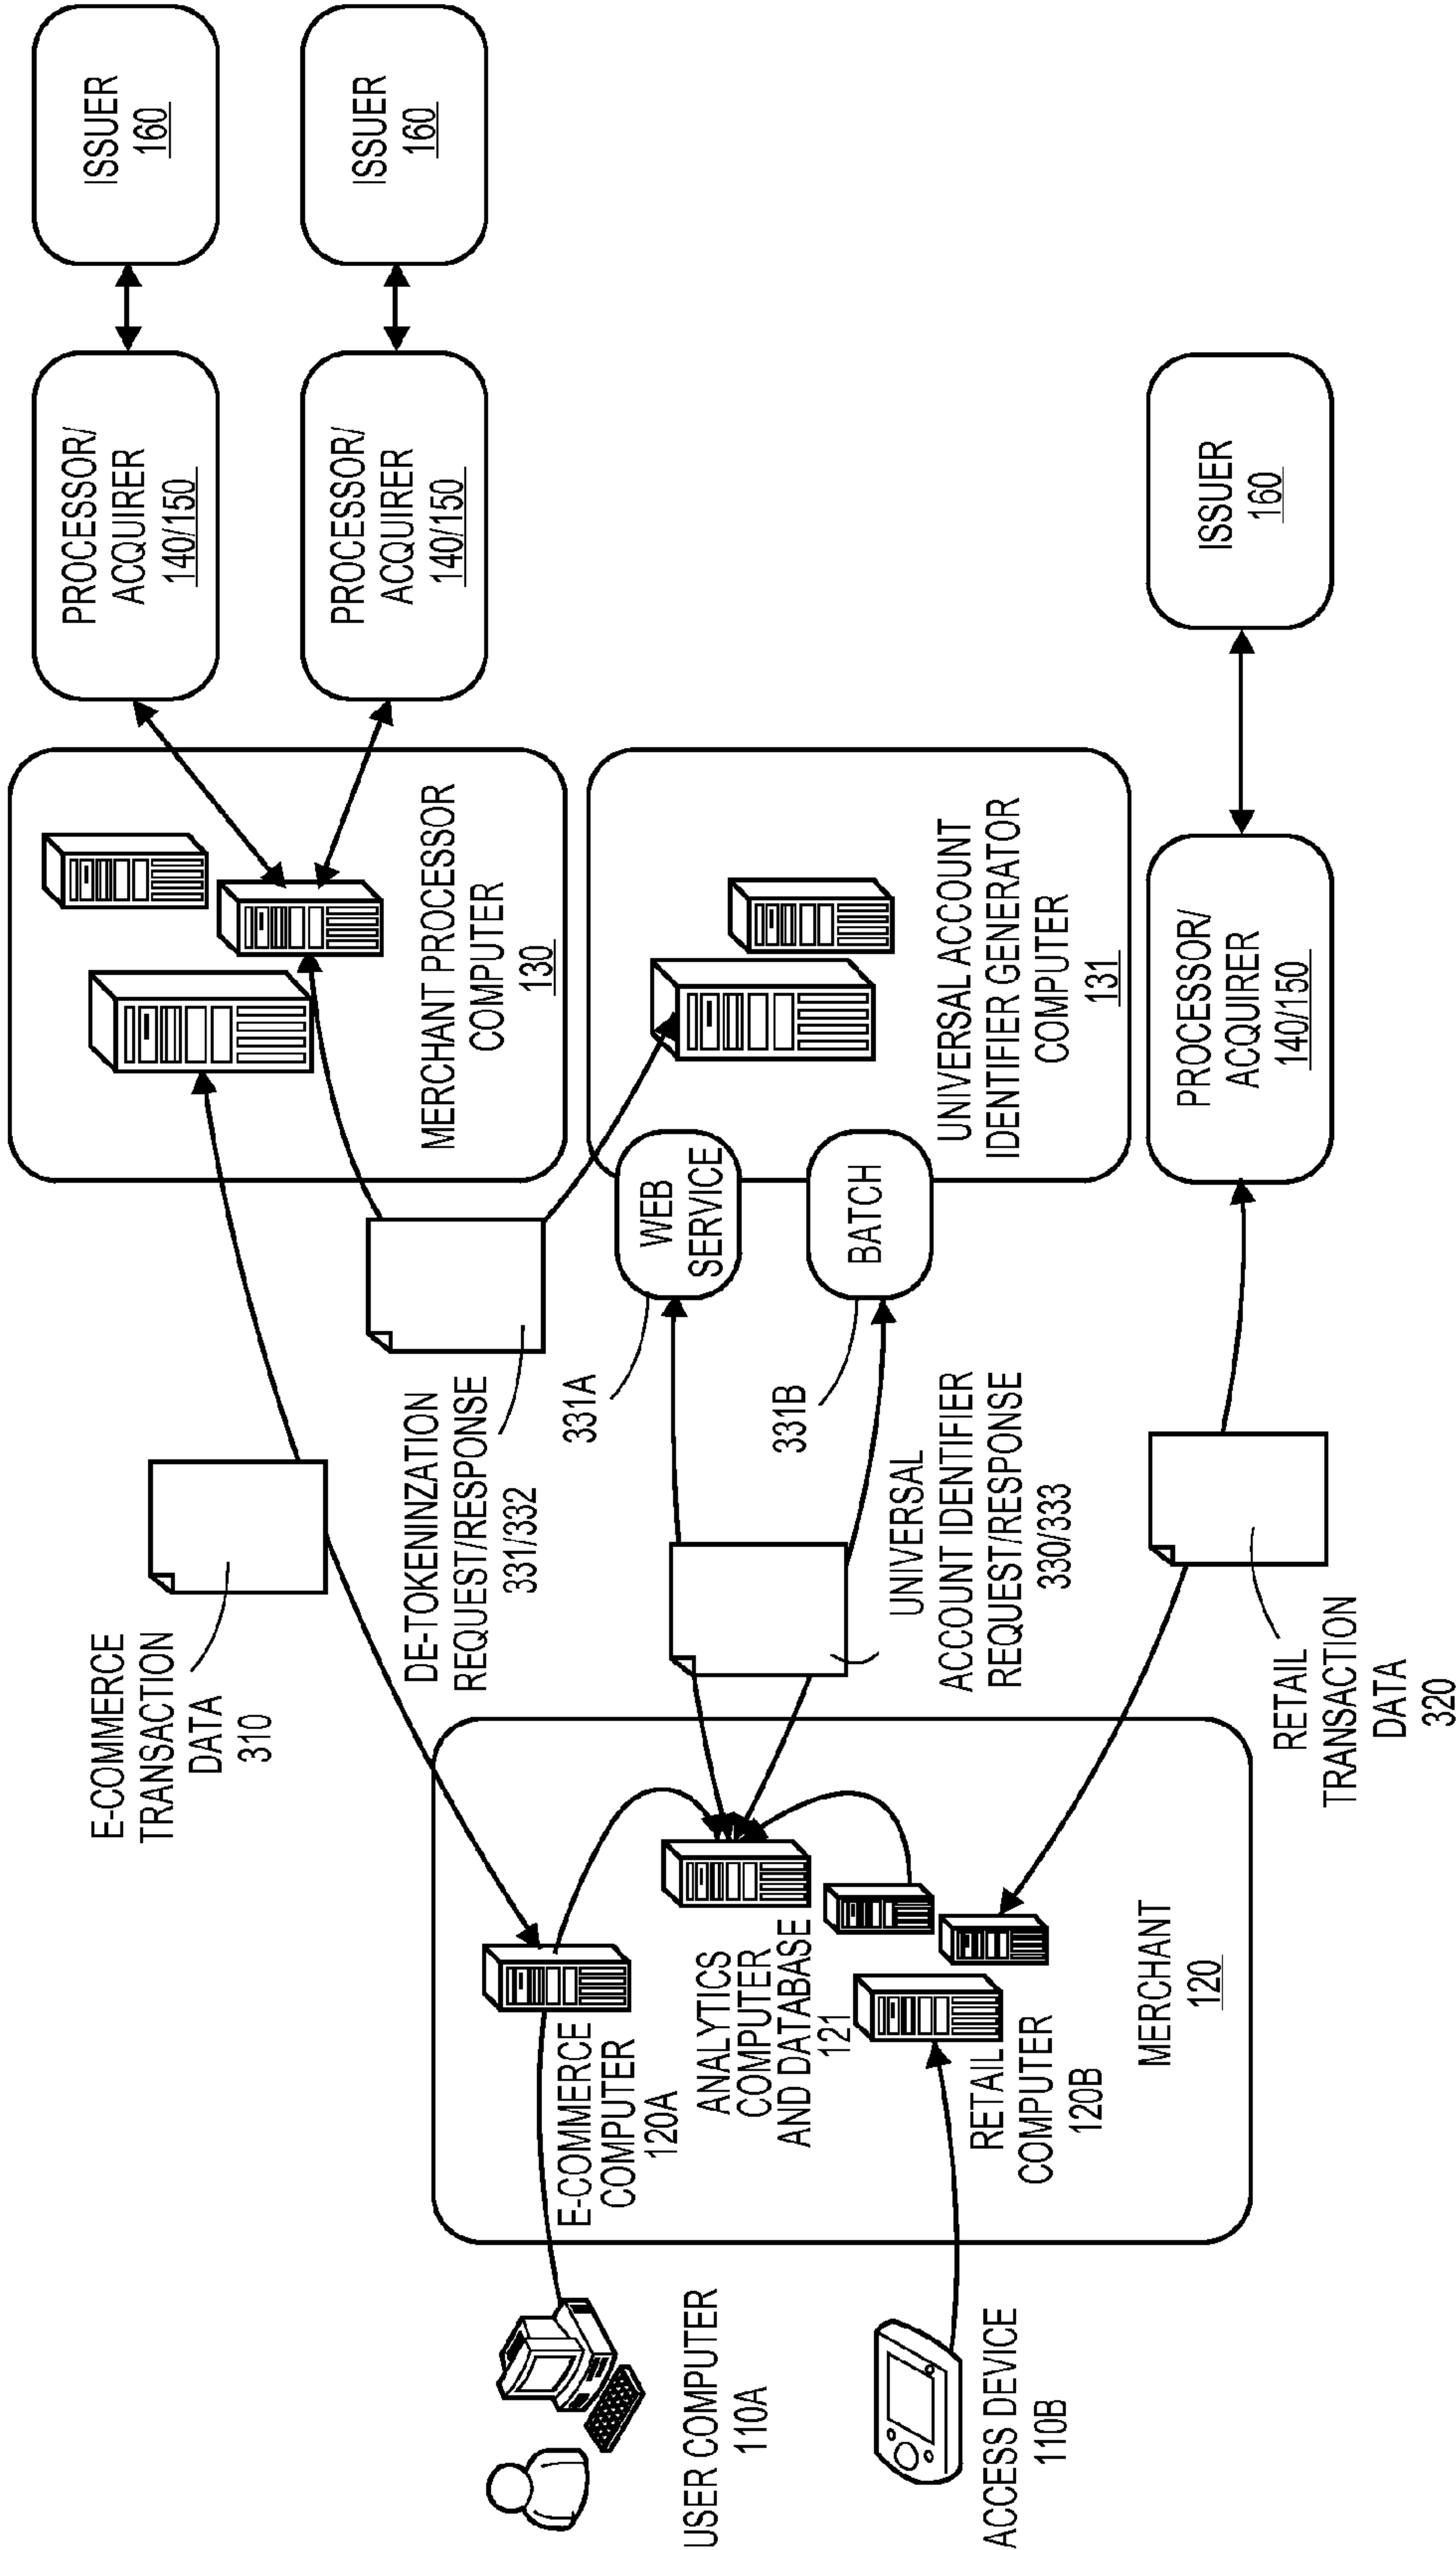 ISSUER
160
ISSUER
160
PROCESSOR/
ACQUIRER
140/150
PROCESSOR/
ACQUIRER
140/150
ISSUER
160
MERCHANT PROCESSOR
COMPUTER
130
UNIVERSAL ACCOUNT
IDENTIFIER GENERATOR
COMPUTER
131
PROCESSOR/
ACQUIRER
140/150
WEB
SERVICE
BATCH
331A
331B
E-COMMERCE
TRANSACTION
DATA
310
DE-TOKENINZATION
REQUEST/RESPONSE
331/332
UNIVERSAL
ACCOUNT IDENTIFIER
REQUEST/RESPONSE
330/333
RETAIL
TRANSACTION
DATA
320
E-COMMERCE
COMPUTER
120A
ANALYTICS
COMPUTER
AND DATABASE
121
RETAIL
COMPUTER
120B
MERCHANT
120
USER COMPUTER
110A
ACCESS DEVICE
110B